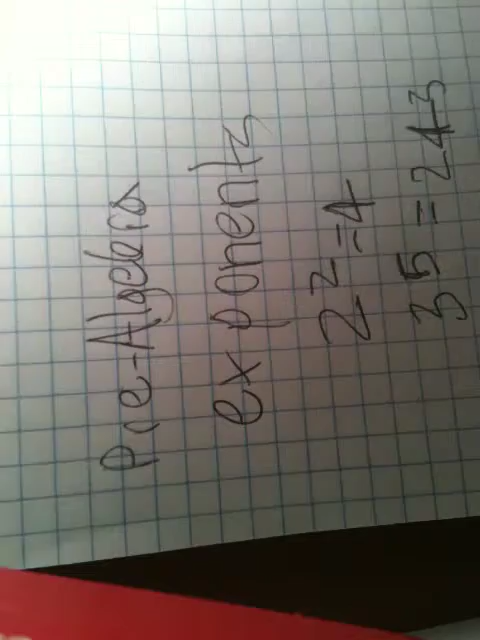 Pre-Algebra
exponents
2² = 4
3⁵ = 243